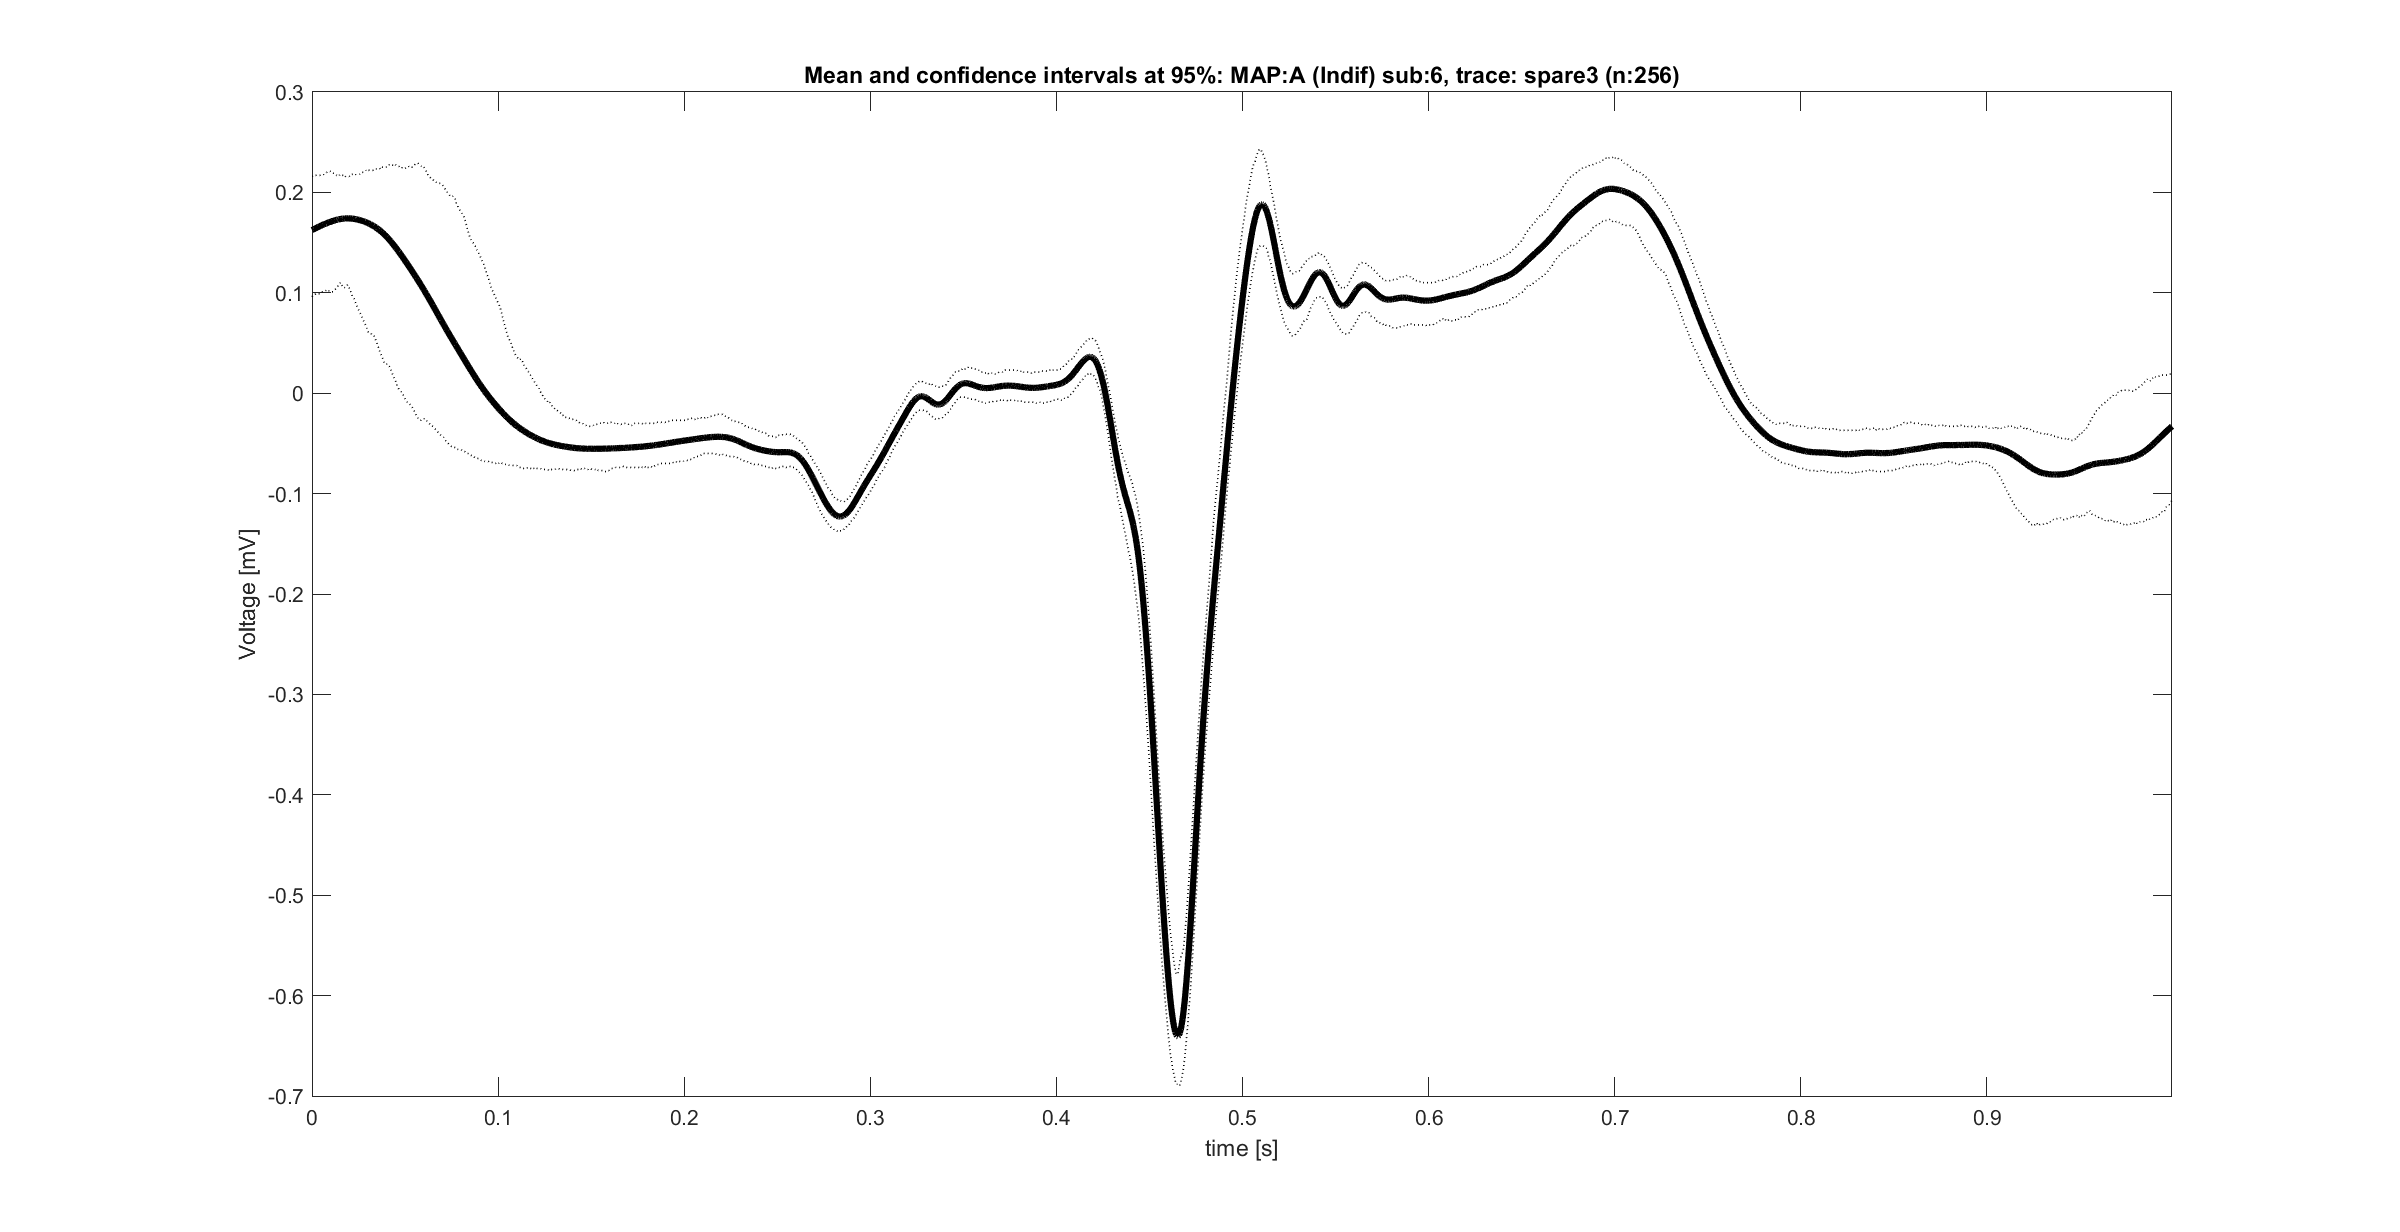 Mean and confidence intervals at 95%: MAP:A (Indif) sub:6, trace: spare3 (n:256)
0.3
0.2
0.1
0
-0.1
-0.2
-0.3
-0.4
-0.5
-0.6
-0.7
Voltage [mV]
0 0.1 0.2 0.3 0.4 0.5 0.6 0.7 0.8 0.9
time [s]